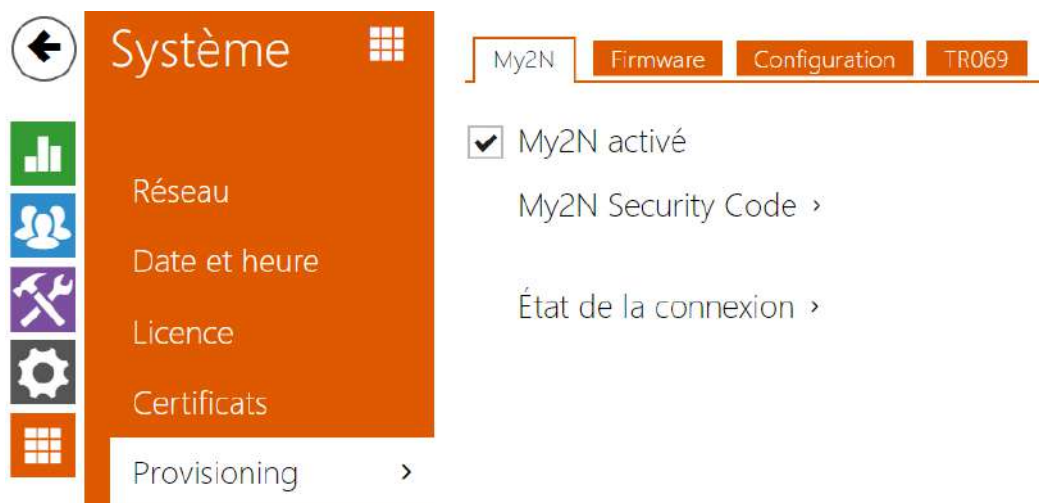 Système
Réseau
Date et heure
Licence
Certificats
Provisioning ›
My2N Firmware Configuration TR069
My2N activé
My2N Security Code ›
État de la connexion ›